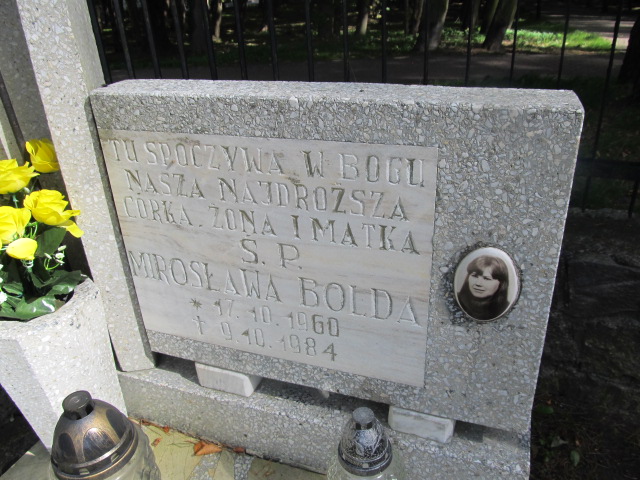 TU SPOCZYWA W BOGU
NASZA NAJDROŻSZA
CÓRKA, ŻONA I MATKA
Ś.P.
MIROSŁAWA BOLDA
* 17.10.1960
† 9.10.1984